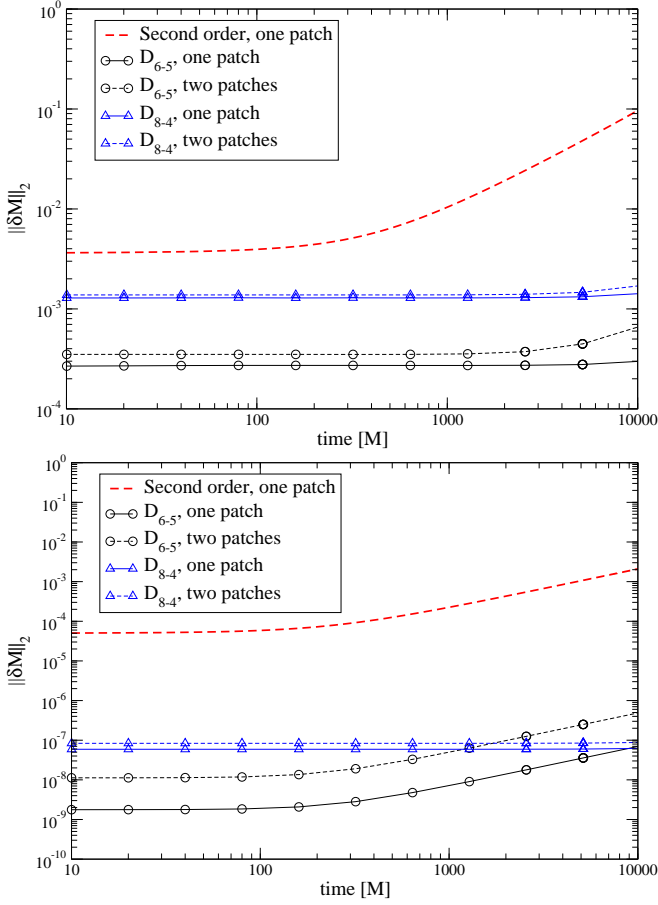 10⁰
Second order, one patch
D₆₋₅, one patch
D₆₋₅, two patches
D₈₋₄, one patch
D₈₋₄, two patches
10⁻¹
10⁻²
10⁻³
10⁻⁴
||δM||₂
10 100 1000 10000
time [M]
10⁰
Second order, one patch
D₆₋₅, one patch
D₆₋₅, two patches
D₈₋₄, one patch
D₈₋₄, two patches
10⁻¹
10⁻²
10⁻³
10⁻⁴
10⁻⁵
10⁻⁶
10⁻⁷
10⁻⁸
10⁻⁹
10⁻¹⁰
||δM||₂
10 100 1000 10000
time [M]